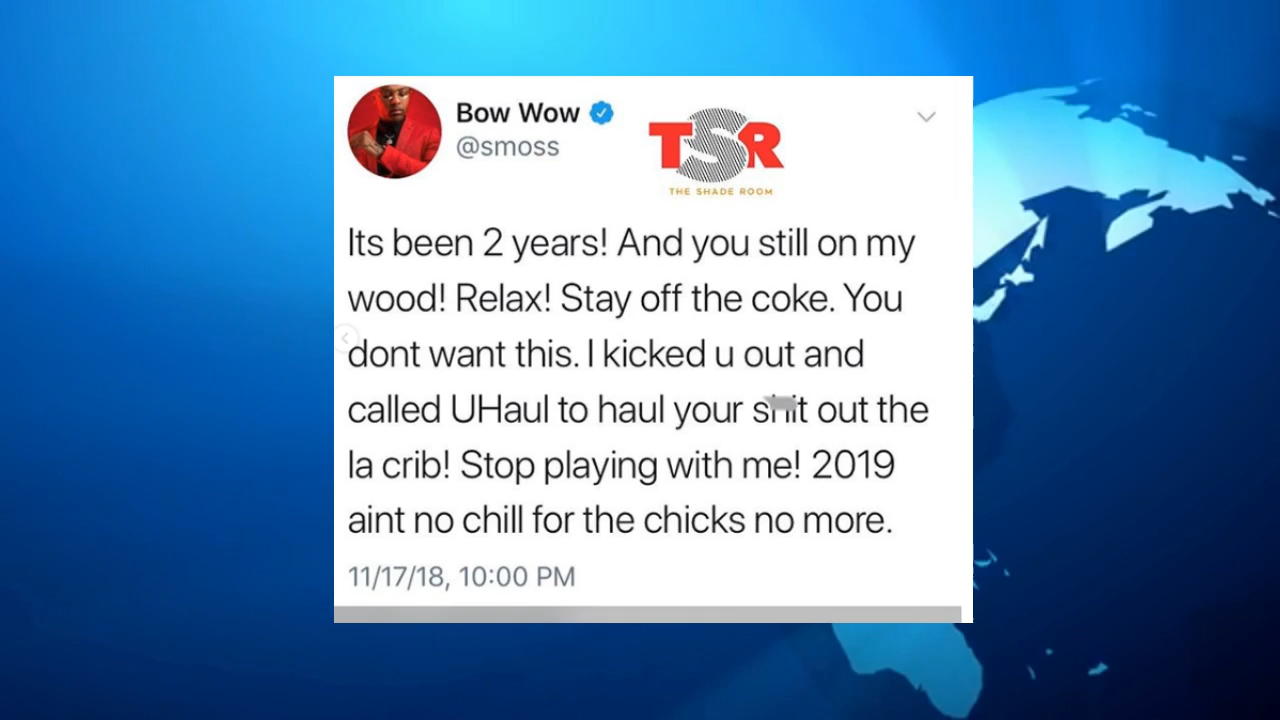 Bow Wow
@smoss
TSR
THE SHADE ROOM
Its been 2 years! And you still on my
wood! Relax! Stay off the coke. You
dont want this. I kicked u out and
called UHaul to haul your shit out the
la crib! Stop playing with me! 2019
aint no chill for the chicks no more.
11/17/18, 10:00 PM